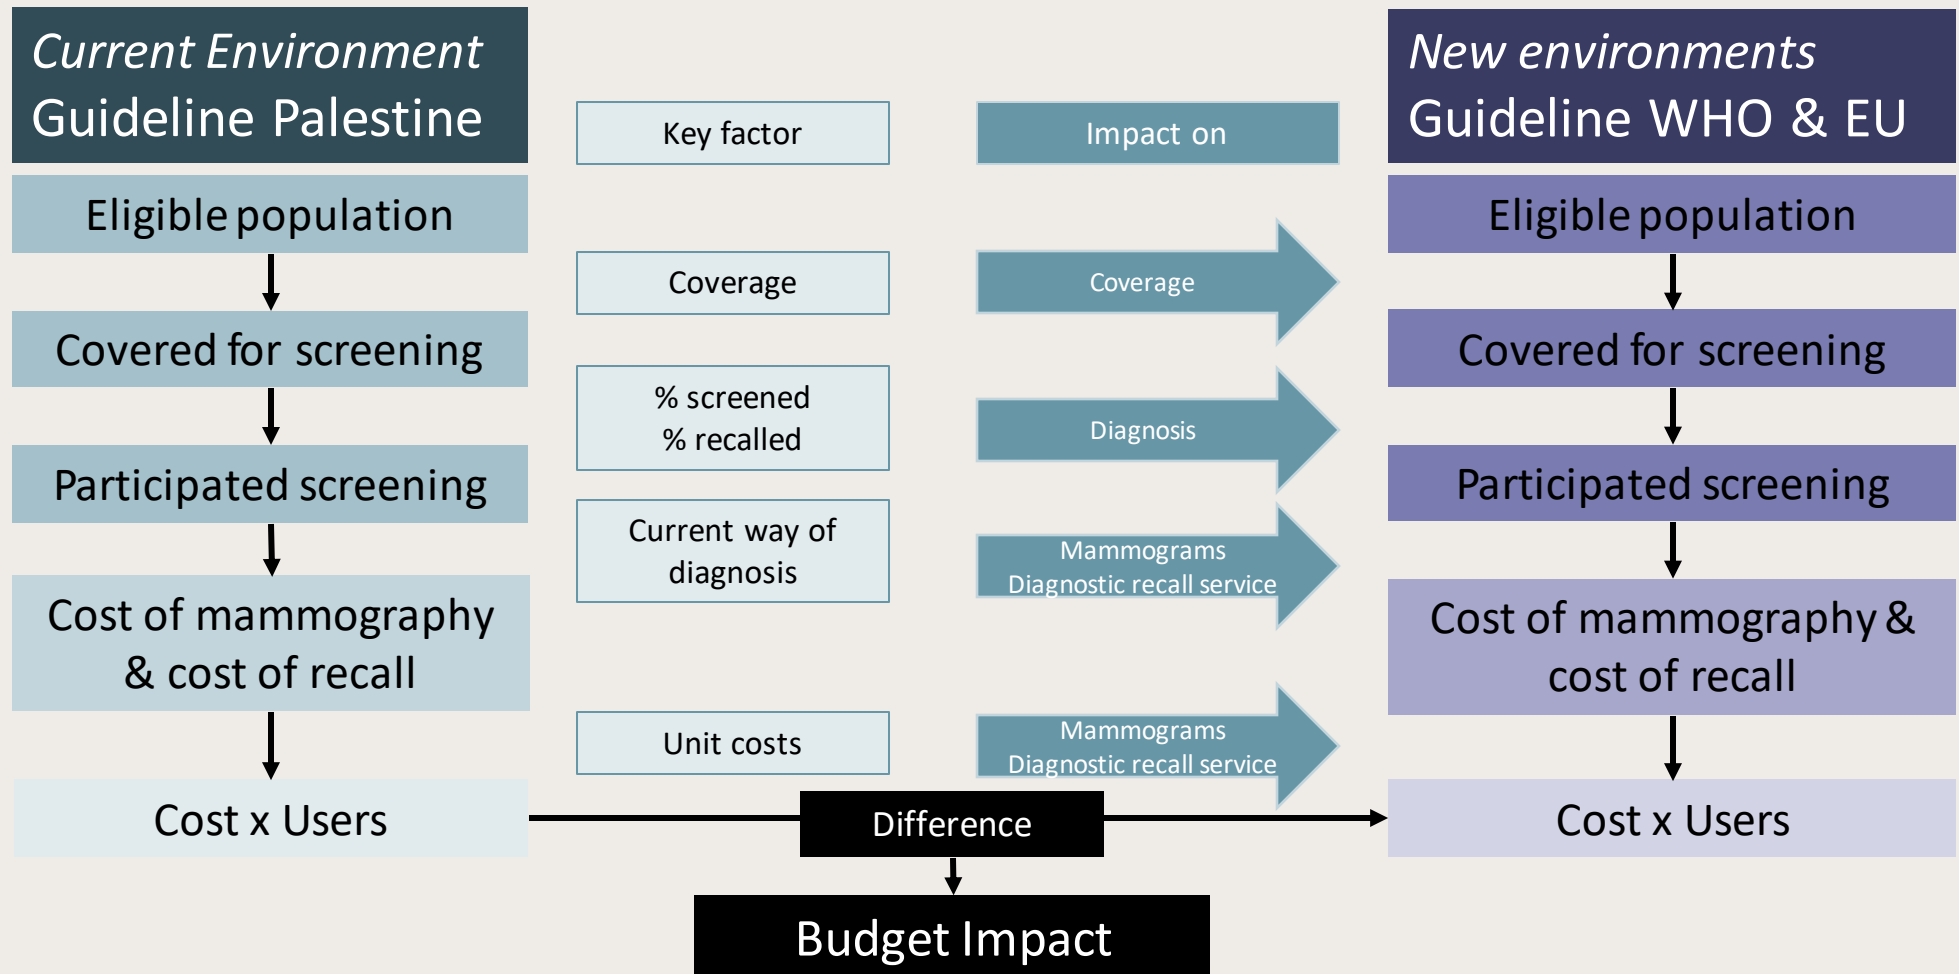 Current Environment
Guideline Palestine
Eligible population
Covered for screening
Participated screening
Cost of mammography
& cost of recall
Cost x Users
Key factor
Coverage
% screened
% recalled
Current way of
diagnosis
Unit costs
Impact on
Coverage
Diagnosis
Mammograms
Diagnostic recall service
Mammograms
Diagnostic recall service
New environments
Guideline WHO & EU
Eligible population
Covered for screening
Participated screening
Cost of mammography &
cost of recall
Cost x Users
Difference
Budget Impact